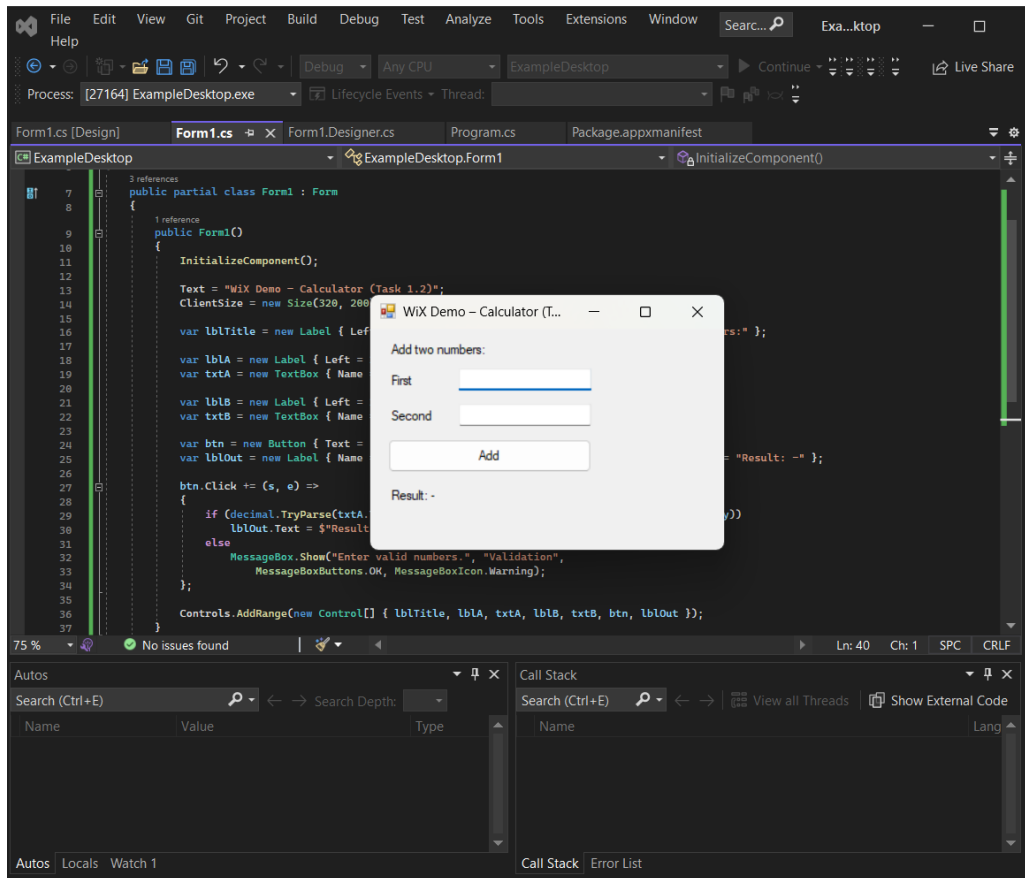 File Edit View Git Project Build Debug Test Analyze Tools Extensions Window Searc... Exa...ktop
Help
Debug Any CPU ExampleDesktop Continue Live Share
Process: [27164] ExampleDesktop.exe Lifecycle Events Thread:
Form1.cs [Design] Form1.cs Form1.Designer.cs Program.cs Package.appxmanifest
C# ExampleDesktop ExampleDesktop.Form1 InitializeComponent()
3 references
7 public partial class Form1 : Form
8 {
1 reference
9 public Form1()
10 {
11 InitializeComponent();
12
13 Text = "WiX Demo – Calculator (Task 1.2)";
14 ClientSize = new Size(320, 200
15
16 var lblTitle = new Label { Lef rs:" };
17
18 var lblA = new Label { Left =
19 var txtA = new TextBox { Name
20
21 var lblB = new Label { Left =
22 var txtB = new TextBox { Name
23
24 var btn = new Button { Text =
25 var lblOut = new Label { Name = "Result: -" };
26
27 btn.Click += (s, e) =>
28 {
29 if (decimal.TryParse(txtA. y))
30 lblOut.Text = $"Result
31 else
32 MessageBox.Show("Enter valid numbers.", "Validation",
33 MessageBoxButtons.OK, MessageBoxIcon.Warning);
34 };
35
36 Controls.AddRange(new Control[] { lblTitle, lblA, txtA, lblB, txtB, btn, lblOut });
37 }
WiX Demo – Calculator (T...
Add two numbers:
First
Second
Add
Result: -
75 % No issues found Ln: 40 Ch: 1 SPC CRLF
Autos
Search (Ctrl+E) Search Depth:
Name Value Type
Autos Locals Watch 1
Call Stack
Search (Ctrl+E) View all Threads Show External Code
Name Lang
Call Stack Error List